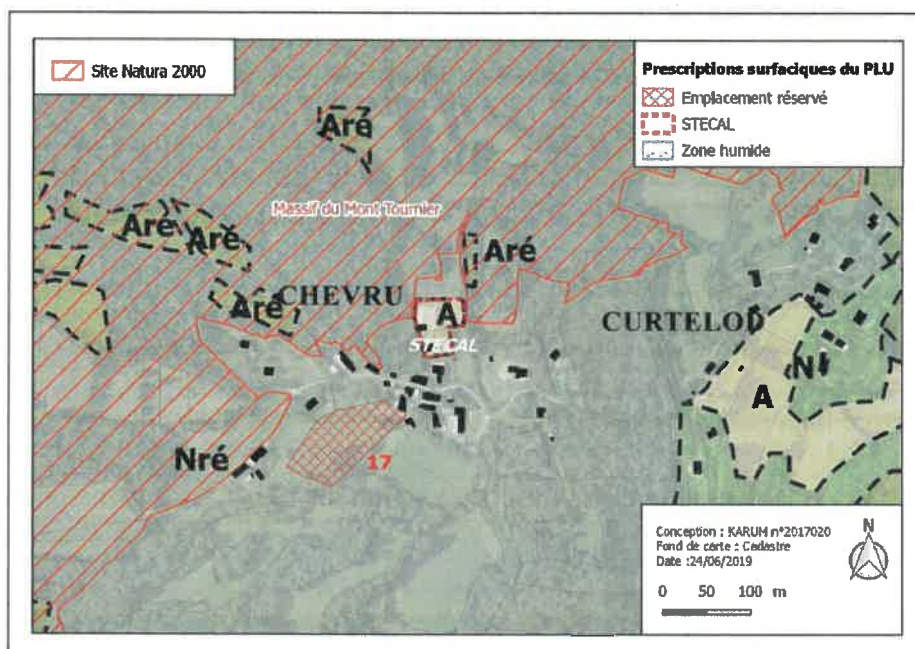 Site Natura 2000
Prescriptions surfaciques du PLU
Emplacement réservé
STECAL
Zone humide
Aré
Massif du Mont Tournier
Aré
Aré
Aré
Aré
CHEVRU
A
STECAL
CURTELOD
N
A
Nré
17
Conception : KARUM n°2017020
Fond de carte : Cadastre
Date :24/06/2019
N
0 50 100 m